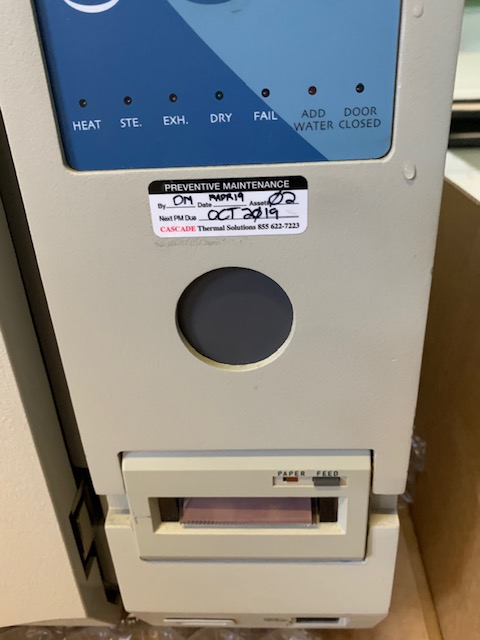 HEAT STE. EXH. DRY FAIL ADD WATER DOOR CLOSED
PREVENTIVE MAINTENANCE
By DM Date Asset# 02
Next PM Due OCT 2019
CASCADE Thermal Solutions 855 622-7223
PAPER FEED